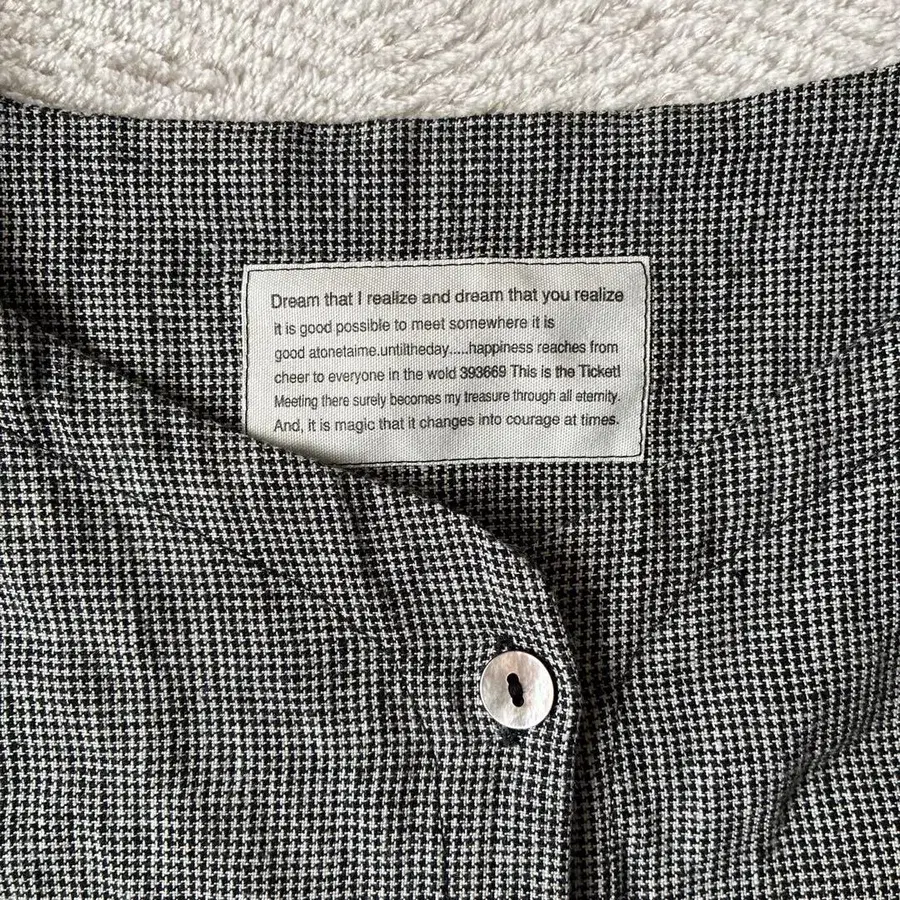 Dream that I realize and dream that you realize
it is good possible to meet somewhere it is
good atonetaime.untiltheday.....happiness reaches from
cheer to everyone in the wold 393669 This is the Ticket!
Meeting there surely becomes my treasure through all eternity.
And, it is magic that it changes into courage at times.